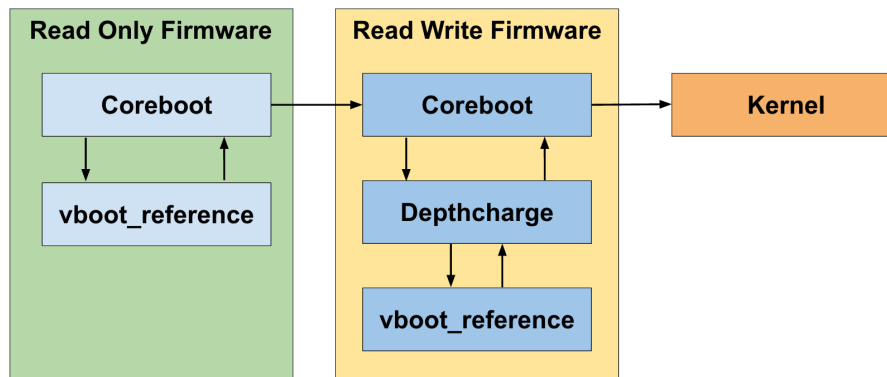 Read Only Firmware
Coreboot
vboot_reference
Read Write Firmware
Coreboot
Depthcharge
vboot_reference
Kernel